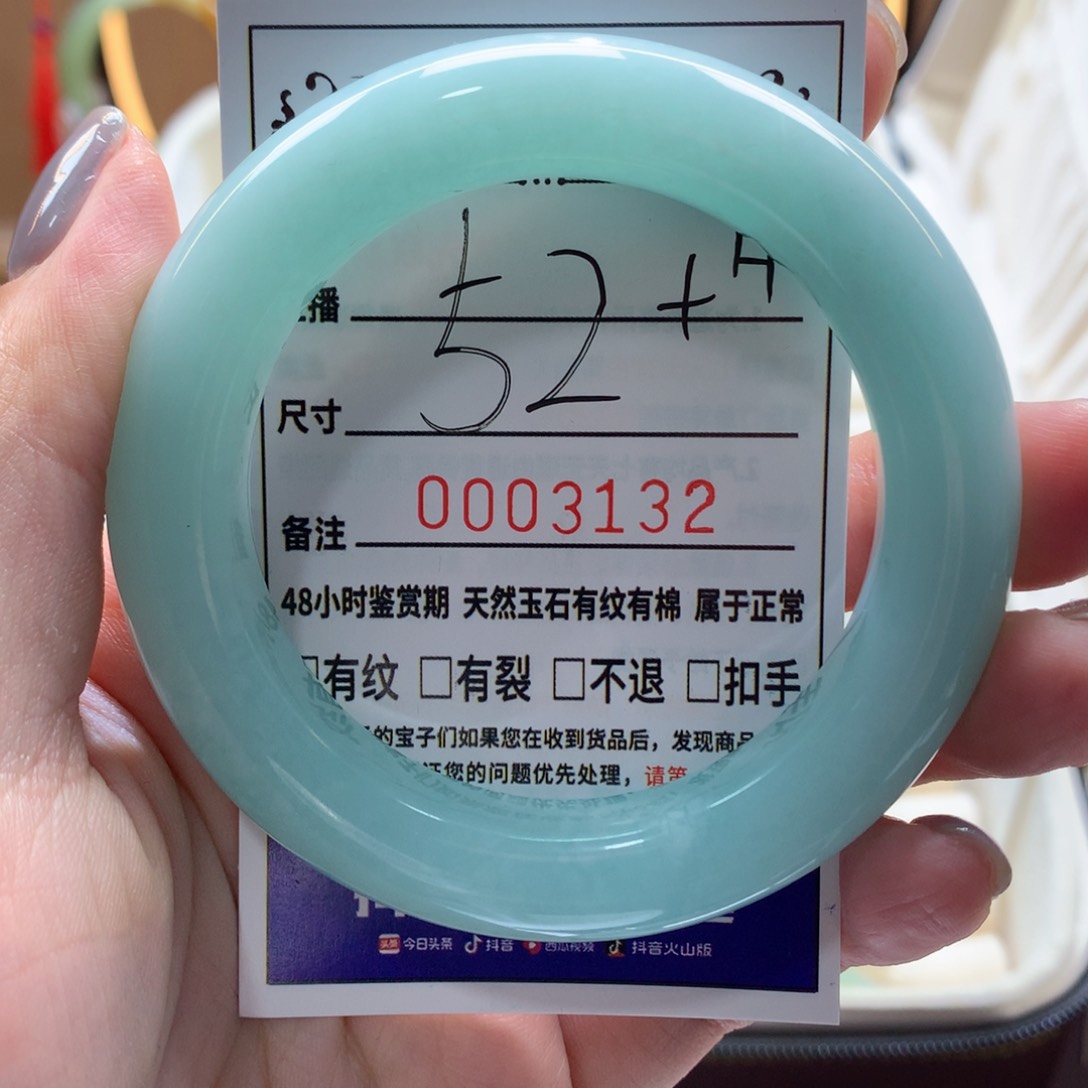 52+4
播
尺寸
备注 0003132
48小时鉴赏期 天然玉石有纹有棉 属于正常
□有纹 □有裂 □不退 □扣手
的宝子们如果您在收到货品后，发现商品
您的问题优先处理，请第
头条 今日头条 抖音 西瓜视频 抖音火山版